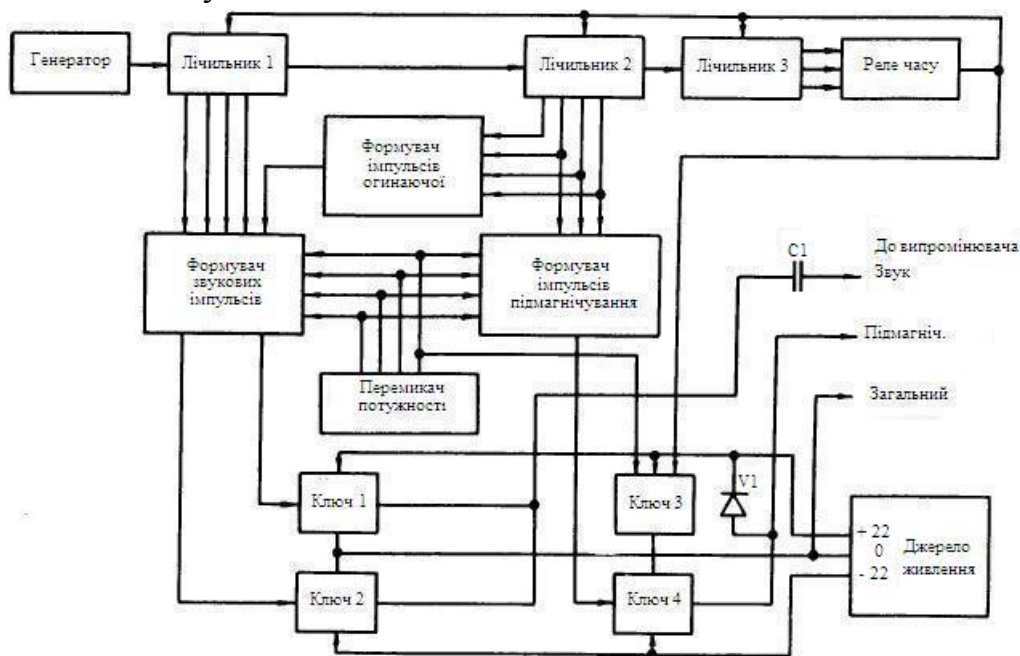 Генератор
Лічильник 1
Лічильник 2
Лічильник 3
Реле часу
Формувач
імпульсів
огинаючої
Формувач
звукових
імпульсів
Формувач
імпульсів
підмагнічування
C1
До випромінювача
Звук
Підмагніч.
Загальний
Перемикач
потужності
Ключ 1
Ключ 3
V1
+ 22
0
- 22
Джерело
живлення
Ключ 2
Ключ 4